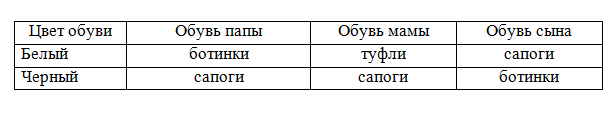 Цвет обуви Обувь папы Обувь мамы Обувь сына
Белый ботинки туфли сапоги
Черный сапоги сапоги ботинки